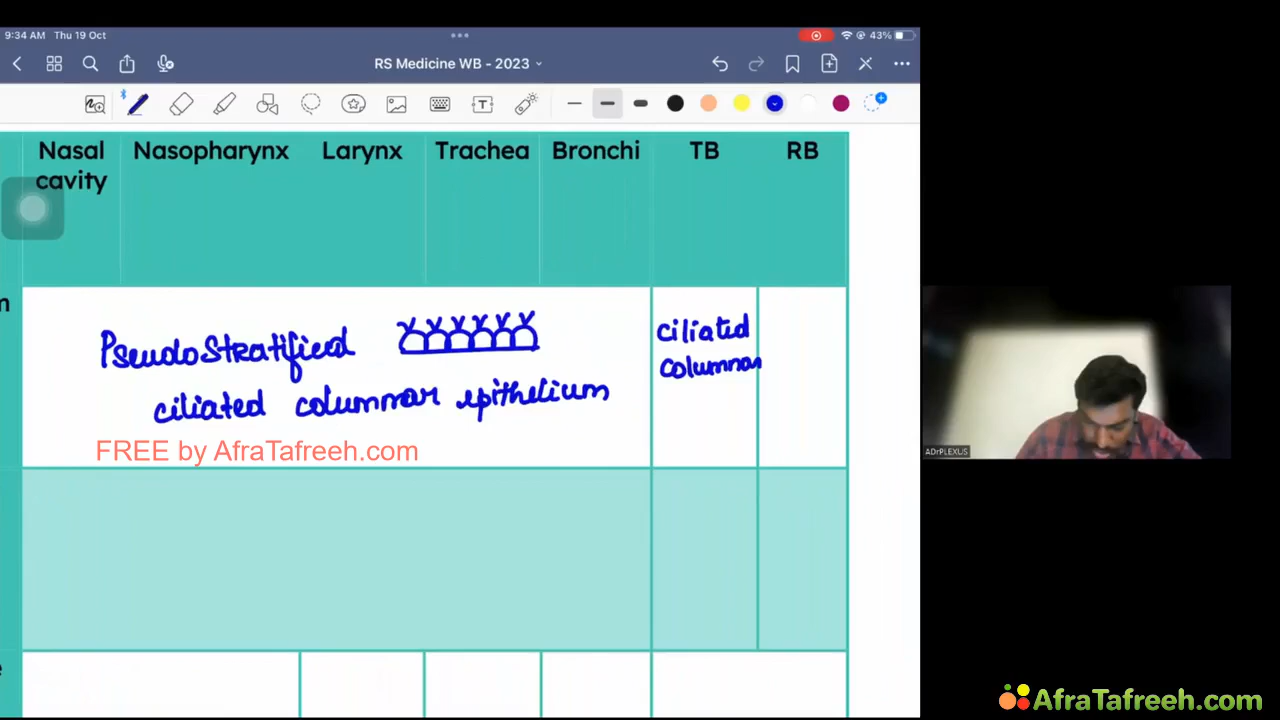 9:34 AM Thu 19 Oct
43%
RS Medicine WB - 2023
T
Nasal cavity
Nasopharynx
Larynx
Trachea
Bronchi
TB
RB
m
PseudoStratified
ciliated columnar epithelium
ciliated
columnar
FREE by AfraTafreeh.com
e
ADrPLEXUS
AfraTafreeh.com